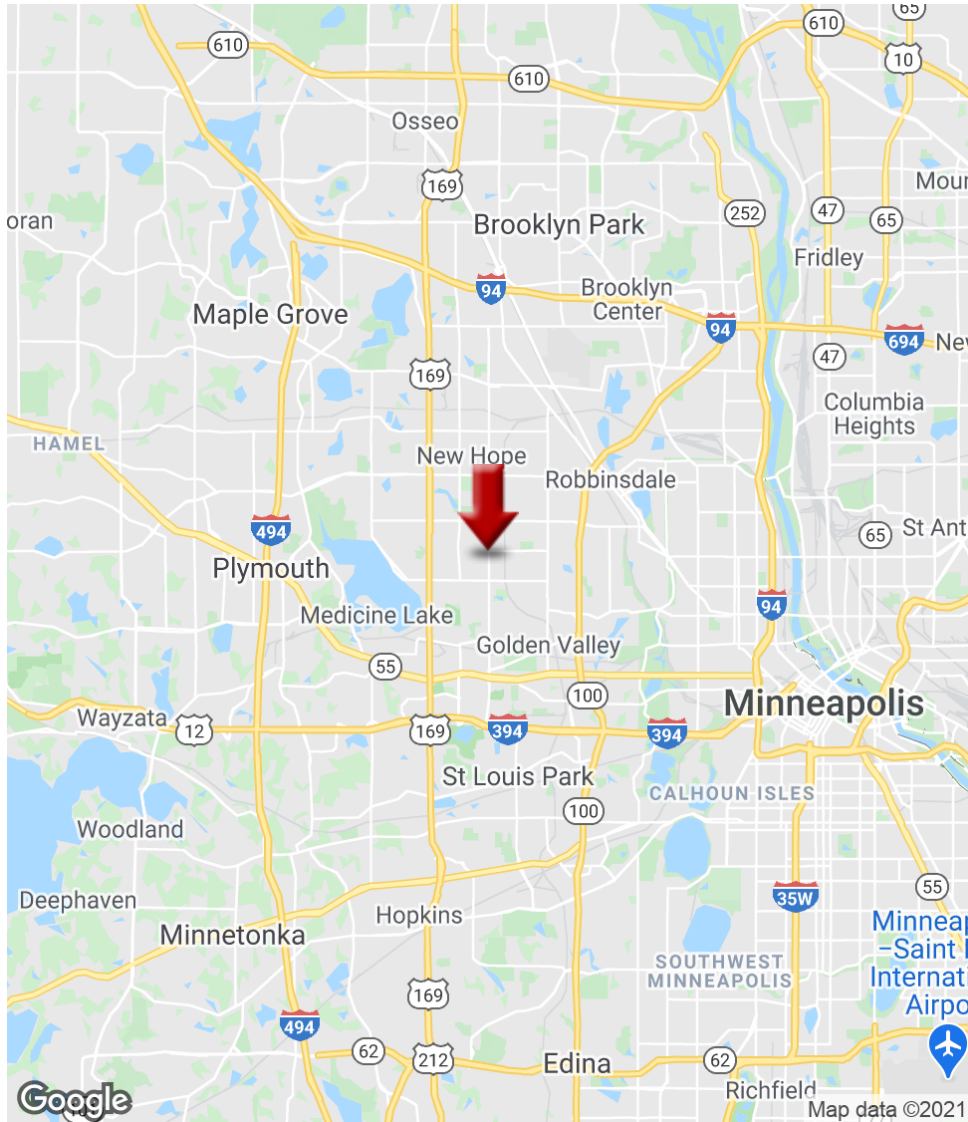 65
610
610
10
610
Osseo
169
Moun
oran
Brooklyn Park
252
47
65
Fridley
94
Brooklyn
Center
Maple Grove
94
694
New
47
169
Columbia
Heights
HAMEL
New Hope
Robbinsdale
494
65
St Ant
Plymouth
94
Medicine Lake
Golden Valley
55
100
Minneapolis
Wayzata
12
169
394
394
St Louis Park
CALHOUN ISLES
100
Woodland
55
Deephaven
35W
Hopkins
Minneap
–Saint P
Internati
Airpo
Minnetonka
SOUTHWEST
MINNEAPOLIS
169
494
62
212
Edina
62
Richfield
Google
101
Map data ©2021